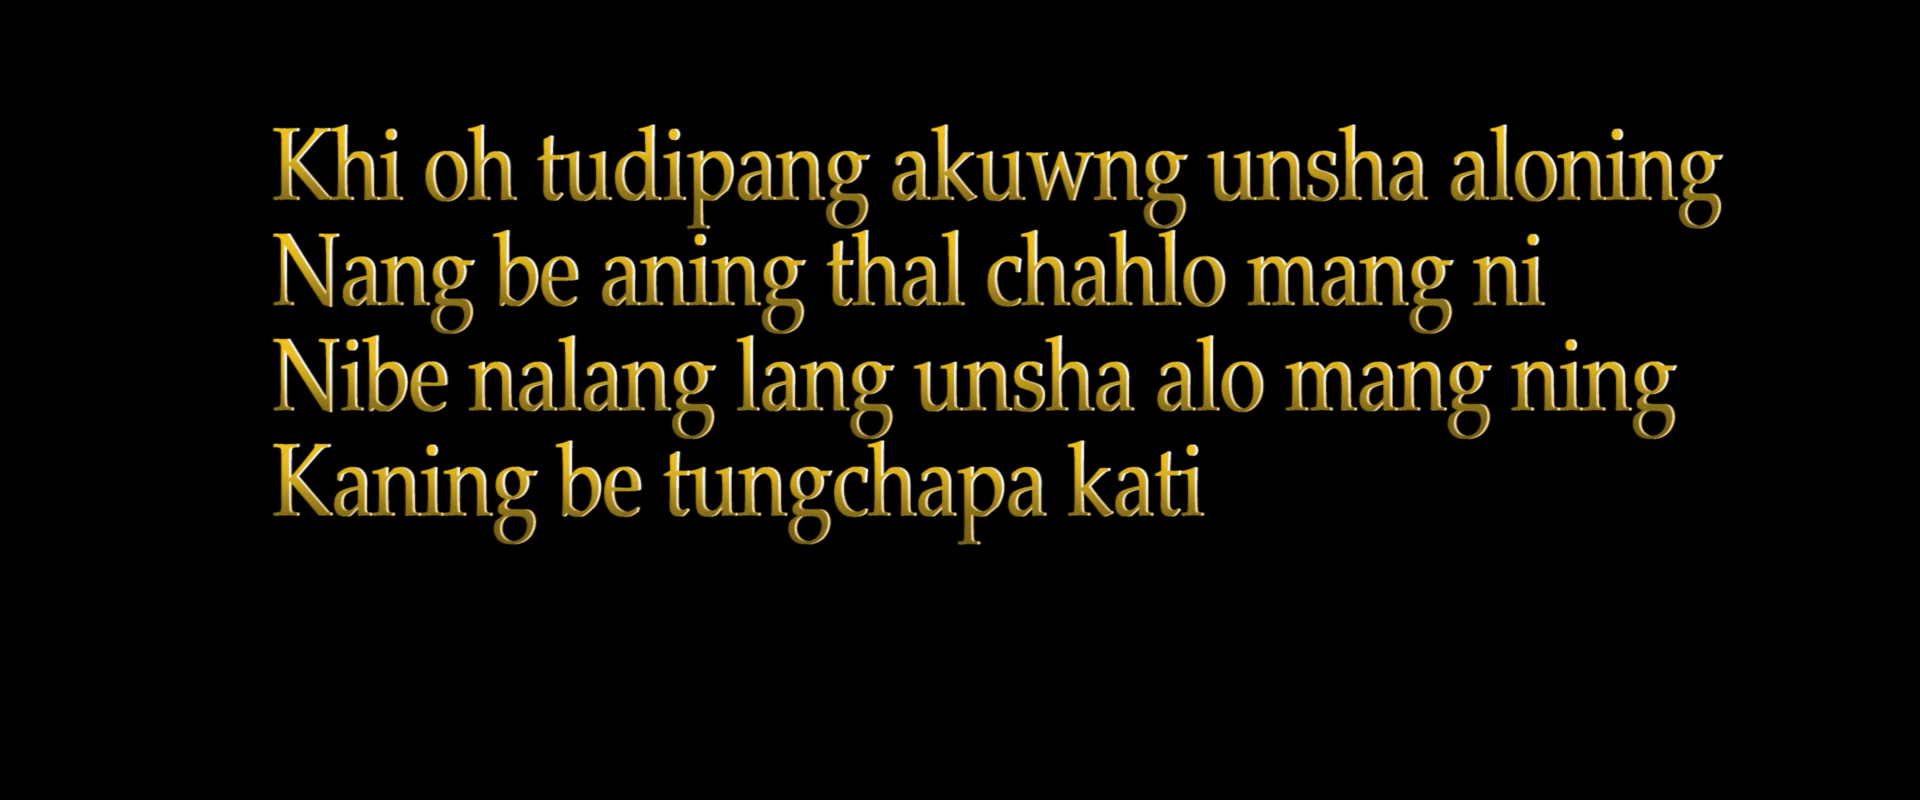 Khi oh tudipang akuwng unsha aloning
Nang be aning thal chahlo mang ni
Nibe nalang lang unsha alo mang ning
Kaning be tungchapa kati